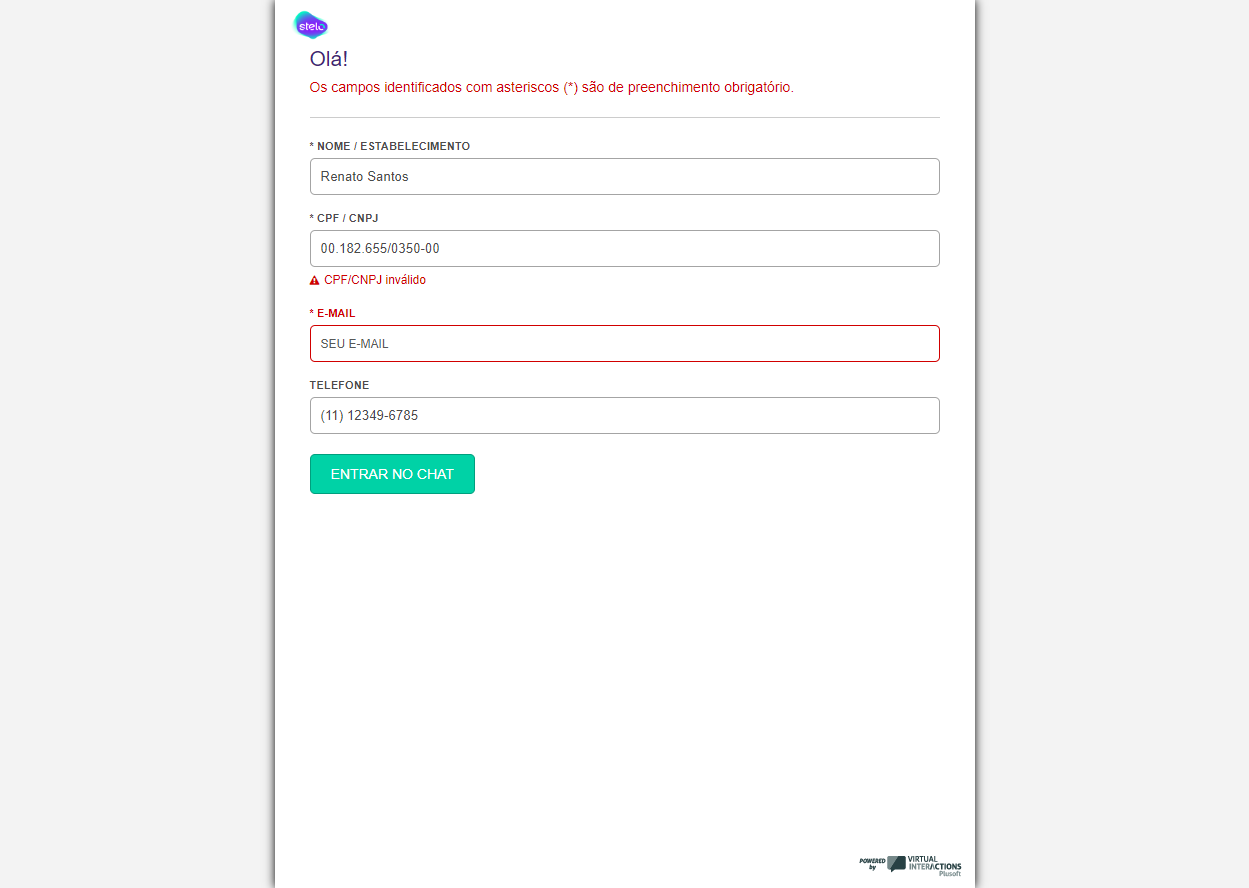 stelo
Olá!
Os campos identificados com asteriscos (*) são de preenchimento obrigatório.
* NOME / ESTABELECIMENTO
Renato Santos
* CPF / CNPJ
00.182.655/0350-00
CPF/CNPJ inválido
* E-MAIL
SEU E-MAIL
TELEFONE
(11) 12349-6785
ENTRAR NO CHAT
POWERED by
VIRTUAL
INTERACTIONS
Plusoft